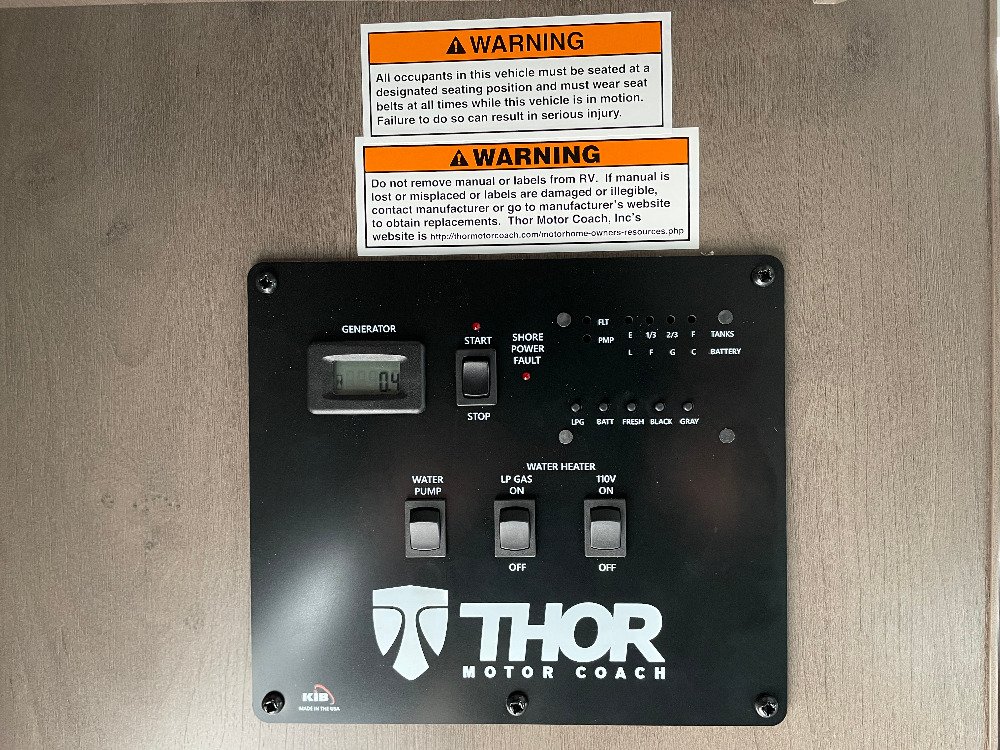 WARNING
All occupants in this vehicle must be seated at a
designated seating position and must wear seat
belts at all times while this vehicle is in motion.
Failure to do so can result in serious injury.
WARNING
Do not remove manual or labels from RV. If manual is
lost or misplaced or labels are damaged or illegible,
contact manufacturer or go to manufacturer's website
to obtain replacements. Thor Motor Coach, Inc's
website is http://thormotorcoach.com/motorhome-owners-resources.php
GENERATOR
0.4
START
STOP
SHORE
POWER
FAULT
FLT E 1/3 2/3 F TANKS
PMP L F G C BATTERY
LPG BATT FRESH BLACK GRAY
WATER
PUMP
WATER HEATER
LP GAS
ON
OFF
110V
ON
OFF
THOR
MOTOR COACH
KIB
MADE IN THE USA